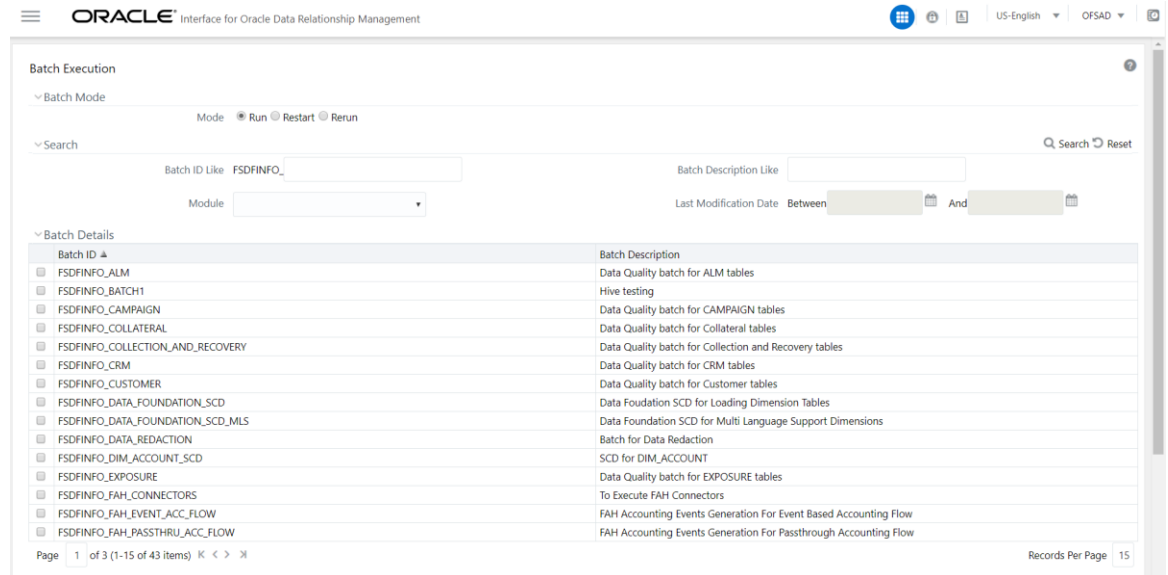 ORACLE® Interface for Oracle Data Relationship Management US-English OFSAD
Batch Execution
Batch Mode
Mode Run Restart Rerun
Search Search Reset
Batch ID Like FSDFINFO_ Batch Description Like
Module Last Modification Date Between And
Batch Details
Batch ID Batch Description
FSDFINFO_ALM Data Quality batch for ALM tables
FSDFINFO_BATCH1 Hive testing
FSDFINFO_CAMPAIGN Data Quality batch for CAMPAIGN tables
FSDFINFO_COLLATERAL Data Quality batch for Collateral tables
FSDFINFO_COLLECTION_AND_RECOVERY Data Quality batch for Collection and Recovery tables
FSDFINFO_CRM Data Quality batch for CRM tables
FSDFINFO_CUSTOMER Data Quality batch for Customer tables
FSDFINFO_DATA_FOUNDATION_SCD Data Foudation SCD for Loading Dimension Tables
FSDFINFO_DATA_FOUNDATION_SCD_MLS Data Foundation SCD for Multi Language Support Dimensions
FSDFINFO_DATA_REDACTION Batch for Data Redaction
FSDFINFO_DIM_ACCOUNT_SCD SCD for DIM_ACCOUNT
FSDFINFO_EXPOSURE Data Quality batch for EXPOSURE tables
FSDFINFO_FAH_CONNECTORS To Execute FAH Connectors
FSDFINFO_FAH_EVENT_ACC_FLOW FAH Accounting Events Generation For Event Based Accounting Flow
FSDFINFO_FAH_PASSTHRU_ACC_FLOW FAH Accounting Events Generation For Passthrough Accounting Flow
Page 1 of 3 (1-15 of 43 items) Records Per Page 15